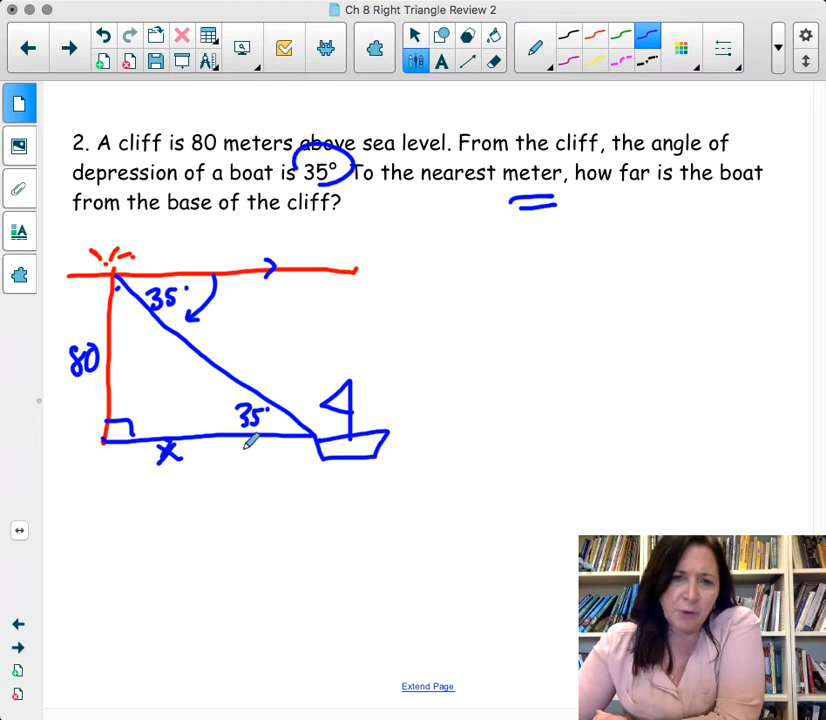 Ch 8 Right Triangle Review 2
2. A cliff is 80 meters above sea level. From the cliff, the angle of
depression of a boat is 35° To the nearest meter, how far is the boat
from the base of the cliff?
35°
80
35°
x
Extend Page